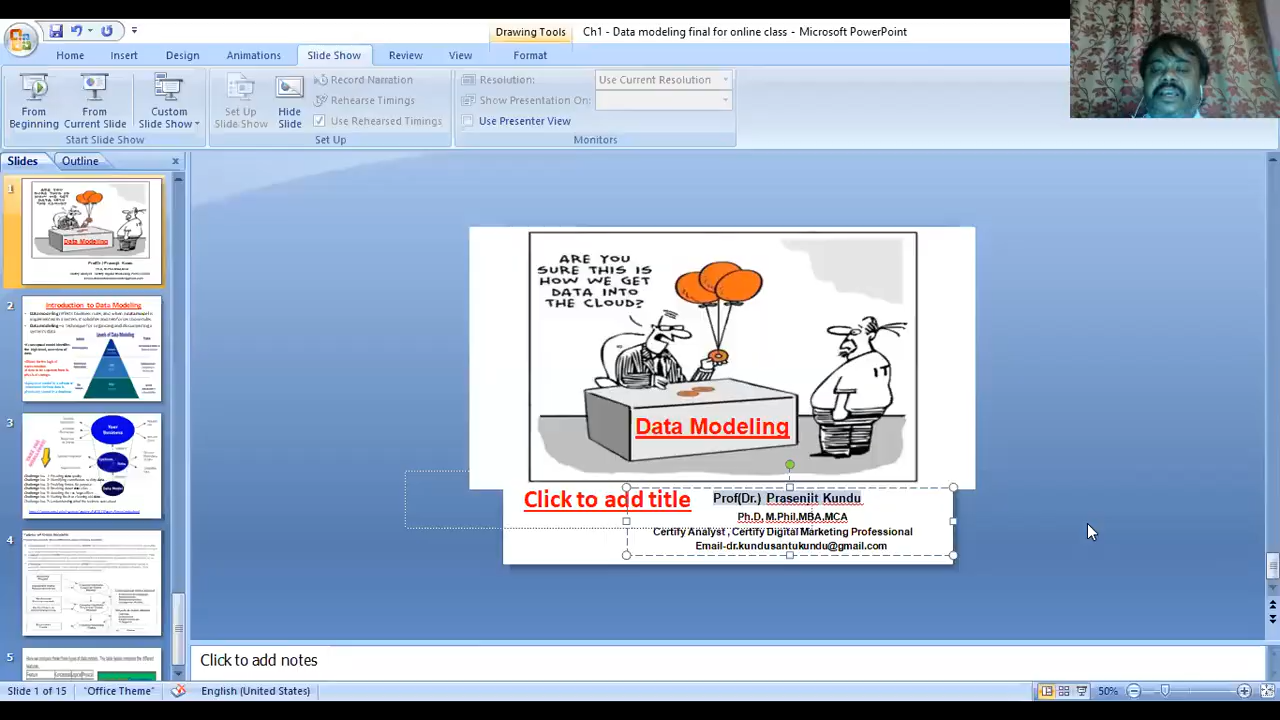 Drawing Tools
Ch1 - Data modeling final for online class - Microsoft PowerPoint
Home Insert Design Animations Slide Show Review View Format
From Beginning
From Current Slide
Custom Slide Show
Start Slide Show
Set Up Slide Show
Hide Slide
Record Narration
Rehearse Timings
Use Rehearsed Timings
Set Up
Resolution: Use Current Resolution
Show Presentation On:
Use Presenter View
Monitors
Slides Outline
1
2
Introduction to Data Modeling
3
4
5
ARE YOU
SURE THIS IS
HOW WE GET
DATA INTO
THE CLOUD?
Data Modeling
Click to add title
Prof(Dr.) Prasenjit Kundu
Ph.D, M.Phil,MBA,MCA
Certify Analyst , Certify Digital Marketing Professional
Email-dr.kundusantukundu@gmail.com
Click to add notes
Slide 1 of 15
"Office Theme"
English (United States)
50%